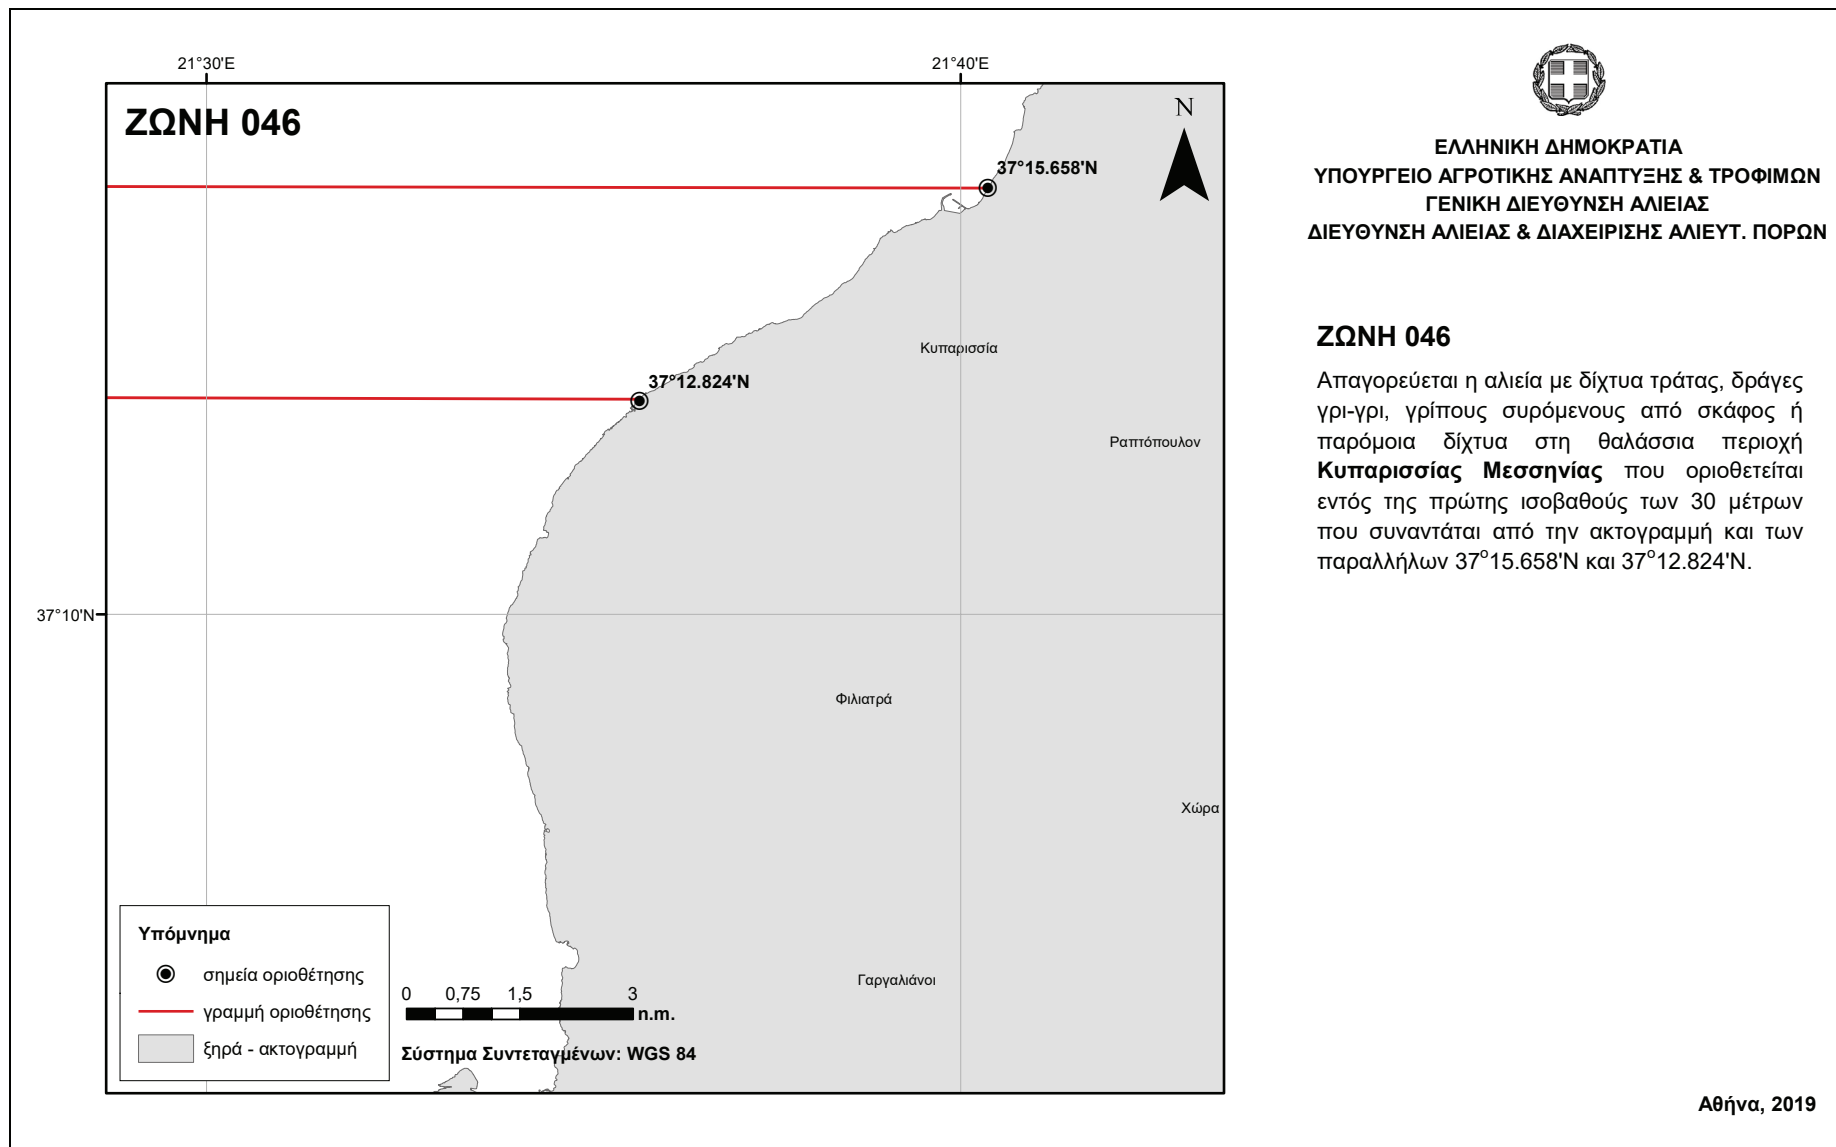 21°30'E
21°40'E
ΖΩΝΗ 046
N
37°15.658'N
37°12.824'N
Κυπαρισσία
Ραπτόπουλον
37°10'N
Φιλιατρά
Χώρα
Γαργαλιάνοι
Υπόμνημα
σημεία οριοθέτησης
γραμμή οριοθέτησης
ξηρά - ακτογραμμή
0 0,75 1,5 3
n.m.
Σύστημα Συντεταγμένων: WGS 84
ΕΛΛΗΝΙΚΗ ΔΗΜΟΚΡΑΤΙΑ
ΥΠΟΥΡΓΕΙΟ ΑΓΡΟΤΙΚΗΣ ΑΝΑΠΤΥΞΗΣ & ΤΡΟΦΙΜΩΝ
ΓΕΝΙΚΗ ΔΙΕΥΘΥΝΣΗ ΑΛΙΕΙΑΣ
ΔΙΕΥΘΥΝΣΗ ΑΛΙΕΙΑΣ & ΔΙΑΧΕΙΡΙΣΗΣ ΑΛΙΕΥΤ. ΠΟΡΩΝ
ΖΩΝΗ 046
Απαγορεύεται η αλιεία με δίχτυα τράτας, δράγες
γρι-γρι, γρίπους συρόμενους από σκάφος ή
παρόμοια δίχτυα στη θαλάσσια περιοχή
Κυπαρισσίας Μεσσηνίας που οριοθετείται
εντός της πρώτης ισοβαθούς των 30 μέτρων
που συναντάται από την ακτογραμμή και των
παραλλήλων 37°15.658'N και 37°12.824'N.
Αθήνα, 2019